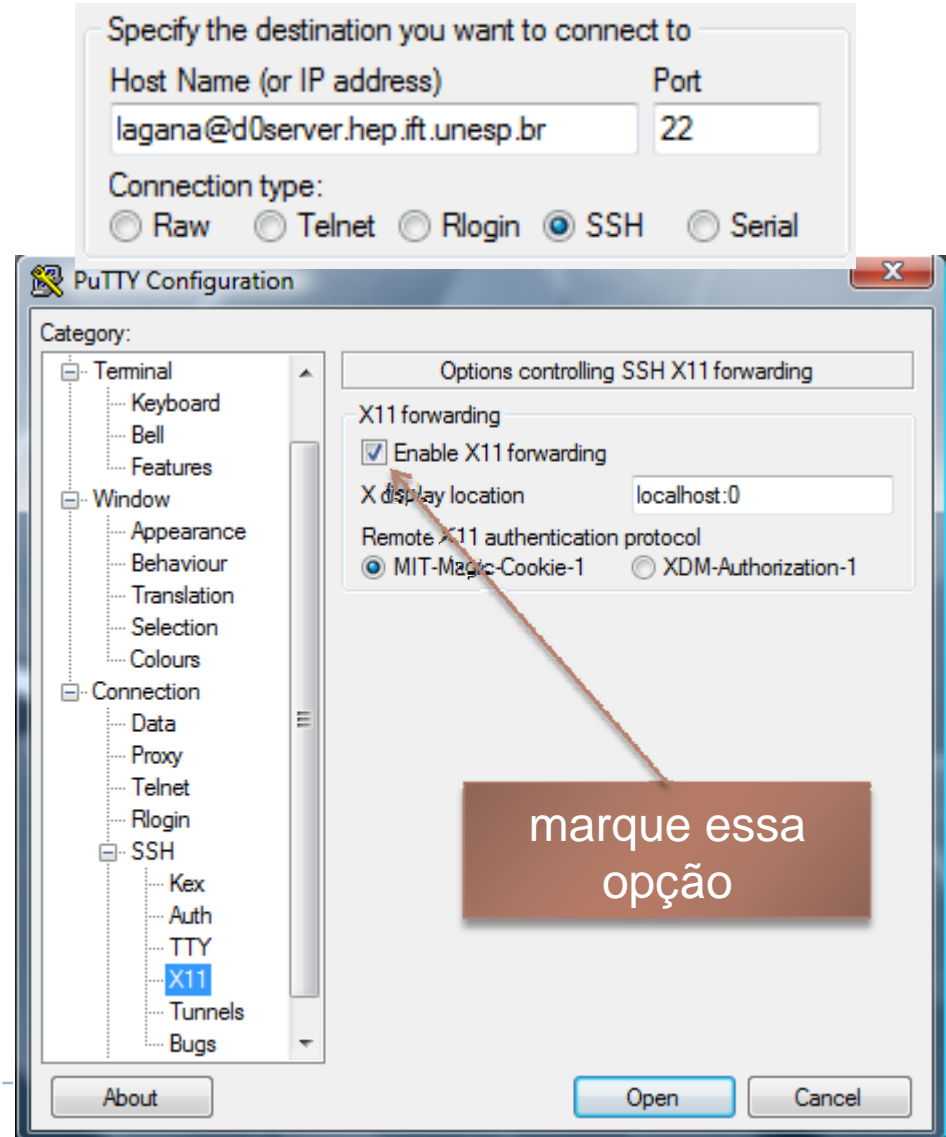 Specify the destination you want to connect to
Host Name (or IP address) Port
lagana@d0server.hep.ift.unesp.br 22
Connection type:
Raw Telnet Rlogin SSH Serial
PuTTY Configuration
Category:
Terminal
Keyboard
Bell
Features
Window
Appearance
Behaviour
Translation
Selection
Colours
Connection
Data
Proxy
Telnet
Rlogin
SSH
Kex
Auth
TTY
X11
Tunnels
Bugs
Options controlling SSH X11 forwarding
X11 forwarding
Enable X11 forwarding
X display location localhost:0
Remote X11 authentication protocol
MIT-Magic-Cookie-1 XDM-Authorization-1
marque essa
opção
About Open Cancel